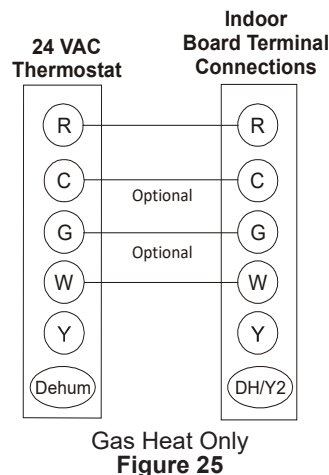 24 VAC
Thermostat
Indoor
Board Terminal
Connections
R R
C C
Optional
G G
Optional
W W
Y Y
Dehum DH/Y2
Gas Heat Only
Figure 25